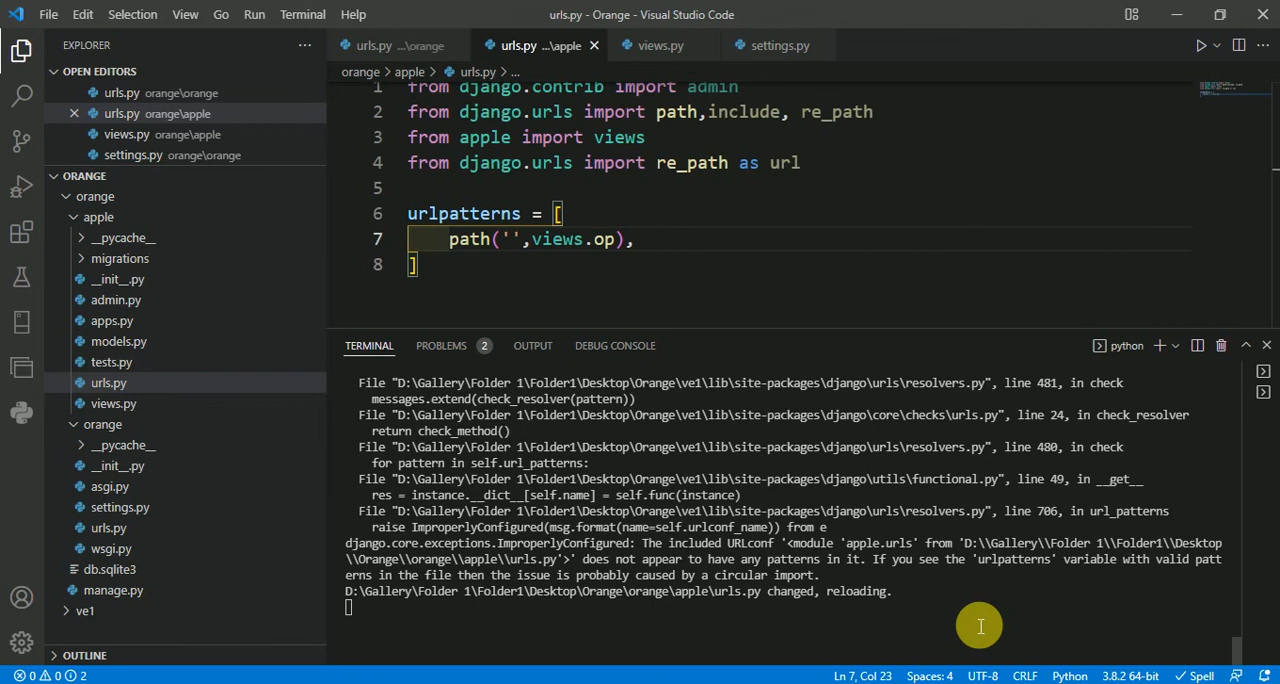 File Edit Selection View Go Run Terminal Help urls.py - Orange - Visual Studio Code
EXPLORER
OPEN EDITORS
urls.py orange\orange
urls.py orange\apple
views.py orange\apple
settings.py orange\orange
ORANGE
orange
apple
__pycache__
migrations
__init__.py
admin.py
apps.py
models.py
tests.py
urls.py
views.py
orange
__pycache__
__init__.py
asgi.py
settings.py
urls.py
wsgi.py
db.sqlite3
manage.py
ve1
OUTLINE
urls.py ...\orange urls.py ...\apple views.py settings.py
orange > apple > urls.py > ...
1 from django.contrib import admin
2 from django.urls import path,include, re_path
3 from apple import views
4 from django.urls import re_path as url
5
6 urlpatterns = [
7 path('',views.op),
8 ]
TERMINAL PROBLEMS 2 OUTPUT DEBUG CONSOLE python
File "D:\Gallery\Folder 1\Folder1\Desktop\Orange\ve1\lib\site-packages\django\urls\resolvers.py", line 481, in check
messages.extend(check_resolver(pattern))
File "D:\Gallery\Folder 1\Folder1\Desktop\Orange\ve1\lib\site-packages\django\core\checks\urls.py", line 24, in check_resolver
return check_method()
File "D:\Gallery\Folder 1\Folder1\Desktop\Orange\ve1\lib\site-packages\django\urls\resolvers.py", line 480, in check
for pattern in self.url_patterns:
File "D:\Gallery\Folder 1\Folder1\Desktop\Orange\ve1\lib\site-packages\django\utils\functional.py", line 49, in __get__
res = instance.__dict__[self.name] = self.func(instance)
File "D:\Gallery\Folder 1\Folder1\Desktop\Orange\ve1\lib\site-packages\django\urls\resolvers.py", line 706, in url_patterns
raise ImproperlyConfigured(msg.format(name=self.urlconf_name)) from e
django.core.exceptions.ImproperlyConfigured: The included URLconf '<module 'apple.urls' from 'D:\\Gallery\\Folder 1\\Folder1\\Desktop
\\Orange\\orange\\apple\\urls.py'>' does not appear to have any patterns in it. If you see the 'urlpatterns' variable with valid patt
erns in the file then the issue is probably caused by a circular import.
D:\Gallery\Folder 1\Folder1\Desktop\Orange\orange\apple\urls.py changed, reloading.
0 0 2 Ln 7, Col 23 Spaces: 4 UTF-8 CRLF Python 3.8.2 64-bit Spell